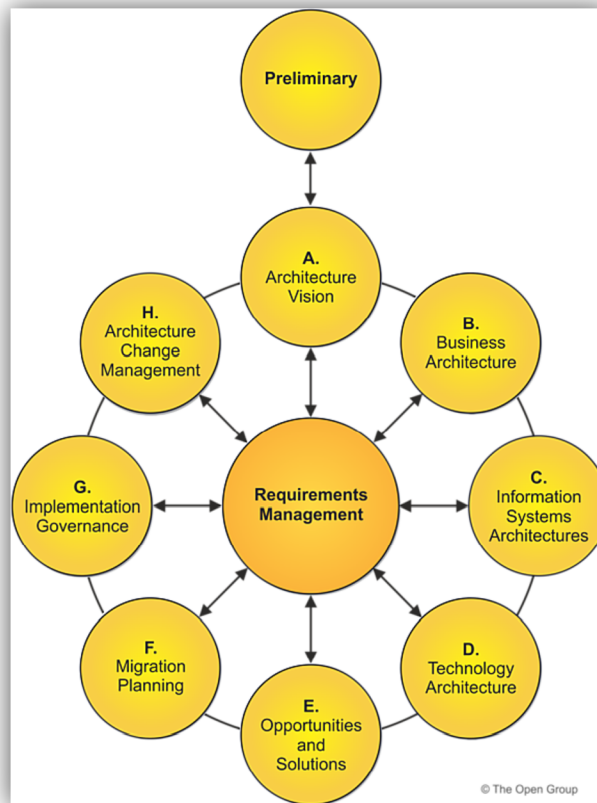 Preliminary
A.
Architecture
Vision
H.
Architecture
Change
Management
B.
Business
Architecture
G.
Implementation
Governance
Requirements
Management
C.
Information
Systems
Architectures
F.
Migration
Planning
D.
Technology
Architecture
E.
Opportunities
and
Solutions
© The Open Group